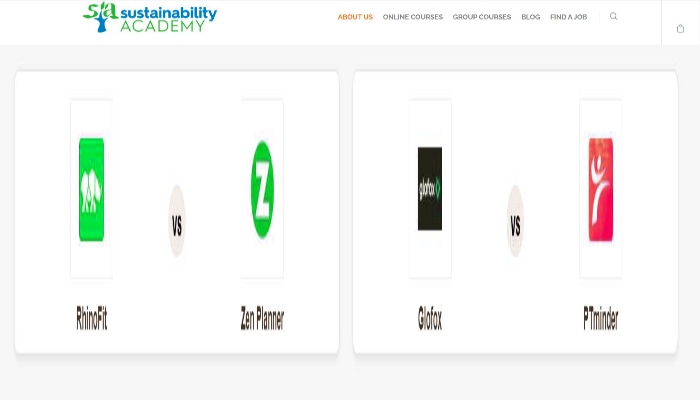 sa sustainability
ACADEMY
ABOUT US ONLINE COURSES GROUP COURSES BLOG FIND A JOB
Z
vs
glofox
vs
RhinoFit
Zen Planner
Glofox
PTminder